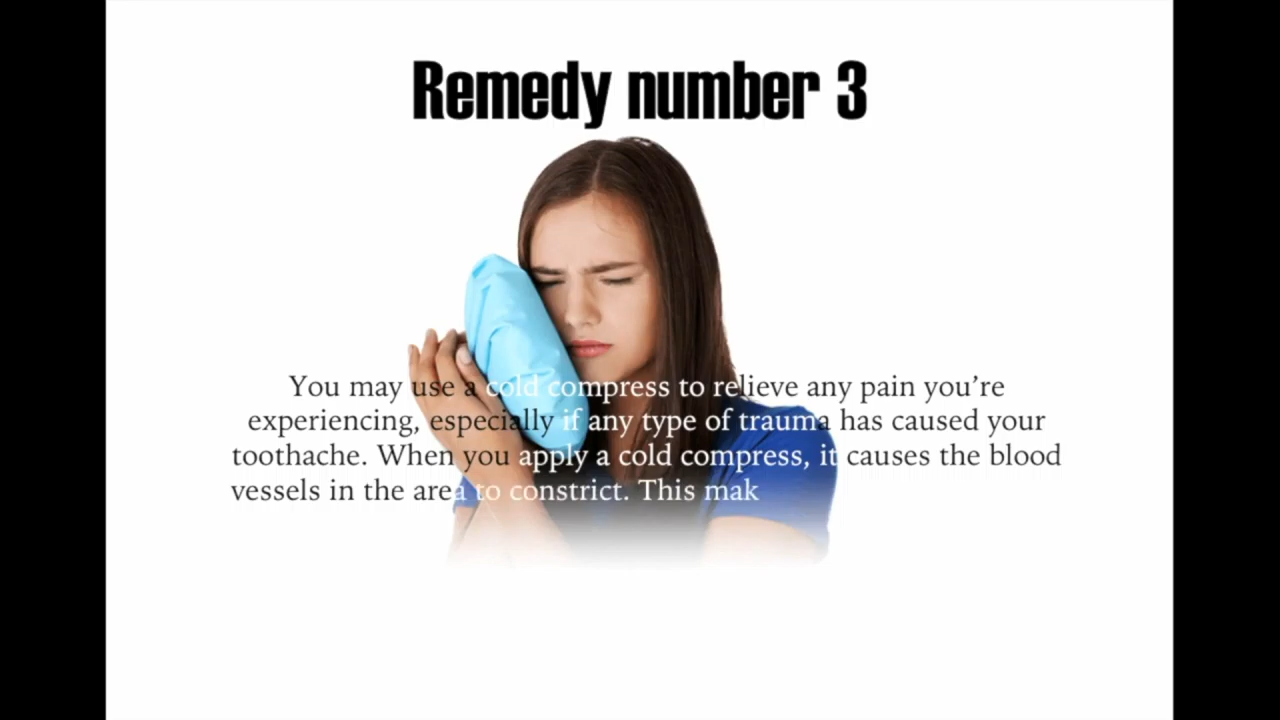 Remedy number 3
You may use a cold compress to relieve any pain you’re
experiencing, especially if any type of trauma has caused your
toothache. When you apply a cold compress, it causes the blood
vessels in the area to constrict. This mak